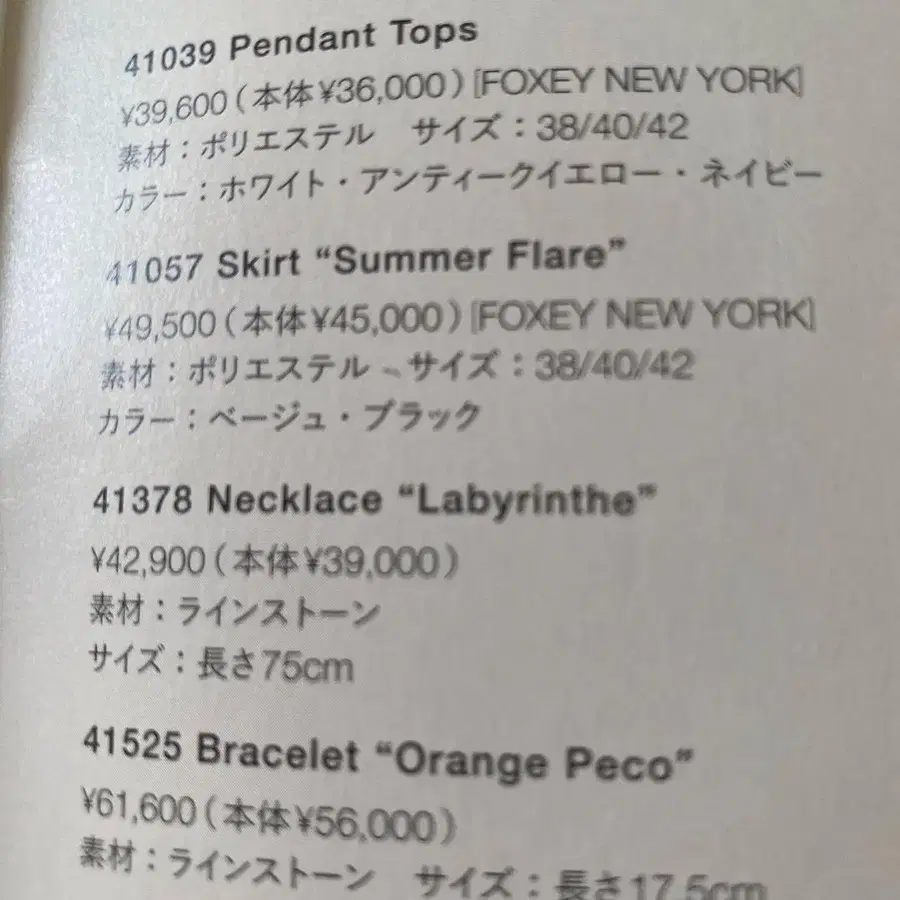 41039 Pendant Tops
¥39,600(本体¥36,000)[FOXEY NEW YORK]
素材：ポリエステル　サイズ：38/40/42
カラー：ホワイト・アンティークイエロー・ネイビー
41057 Skirt “Summer Flare”
¥49,500(本体¥45,000)[FOXEY NEW YORK]
素材：ポリエステル　サイズ：38/40/42
カラー：ベージュ・ブラック
41378 Necklace “Labyrinthe”
¥42,900(本体¥39,000)
素材：ラインストーン
サイズ：長さ75cm
41525 Bracelet “Orange Peco”
¥61,600(本体¥56,000)
素材：ラインストーン　サイズ：長さ17.5cm